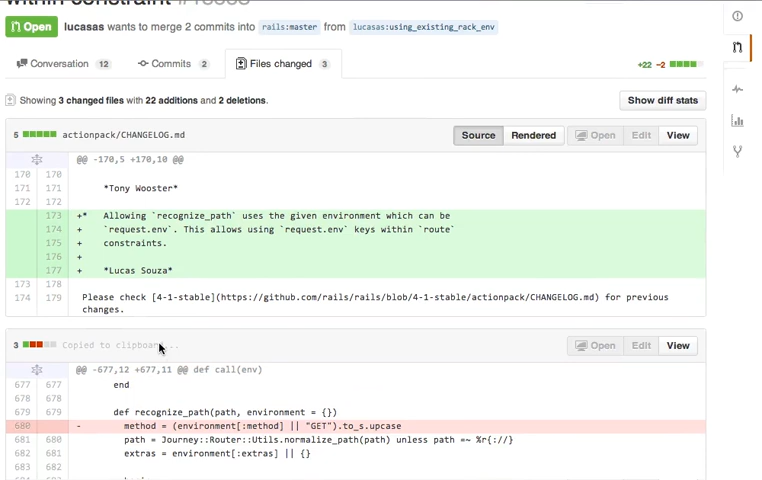 Open lucasas wants to merge 2 commits into rails:master from lucasas:using_existing_rack_env
Conversation 12 Commits 2 Files changed 3 +22 −2
Showing 3 changed files with 22 additions and 2 deletions. Show diff stats
5 actionpack/CHANGELOG.md Source Rendered Open Edit View
@@ -170,5 +170,10 @@
170 170
171 171 *Tony Wooster*
172 172
173 +* Allowing `recognize_path` uses the given environment which can be
174 + `request.env`. This allows using `request.env` keys within `route`
175 + constraints.
176 +
177 + *Lucas Souza*
173 178
174 179 Please check [4-1-stable](https://github.com/rails/rails/blob/4-1-stable/actionpack/CHANGELOG.md) for previous
changes.
3 Copied to clipboard... Open Edit View
@@ -677,12 +677,11 @@ def call(env)
677 677 end
678 678
679 679 def recognize_path(path, environment = {})
680 - method = (environment[:method] || "GET").to_s.upcase
681 680 path = Journey::Router::Utils.normalize_path(path) unless path =~ %r{://}
682 681 extras = environment[:extras] || {}
683 682